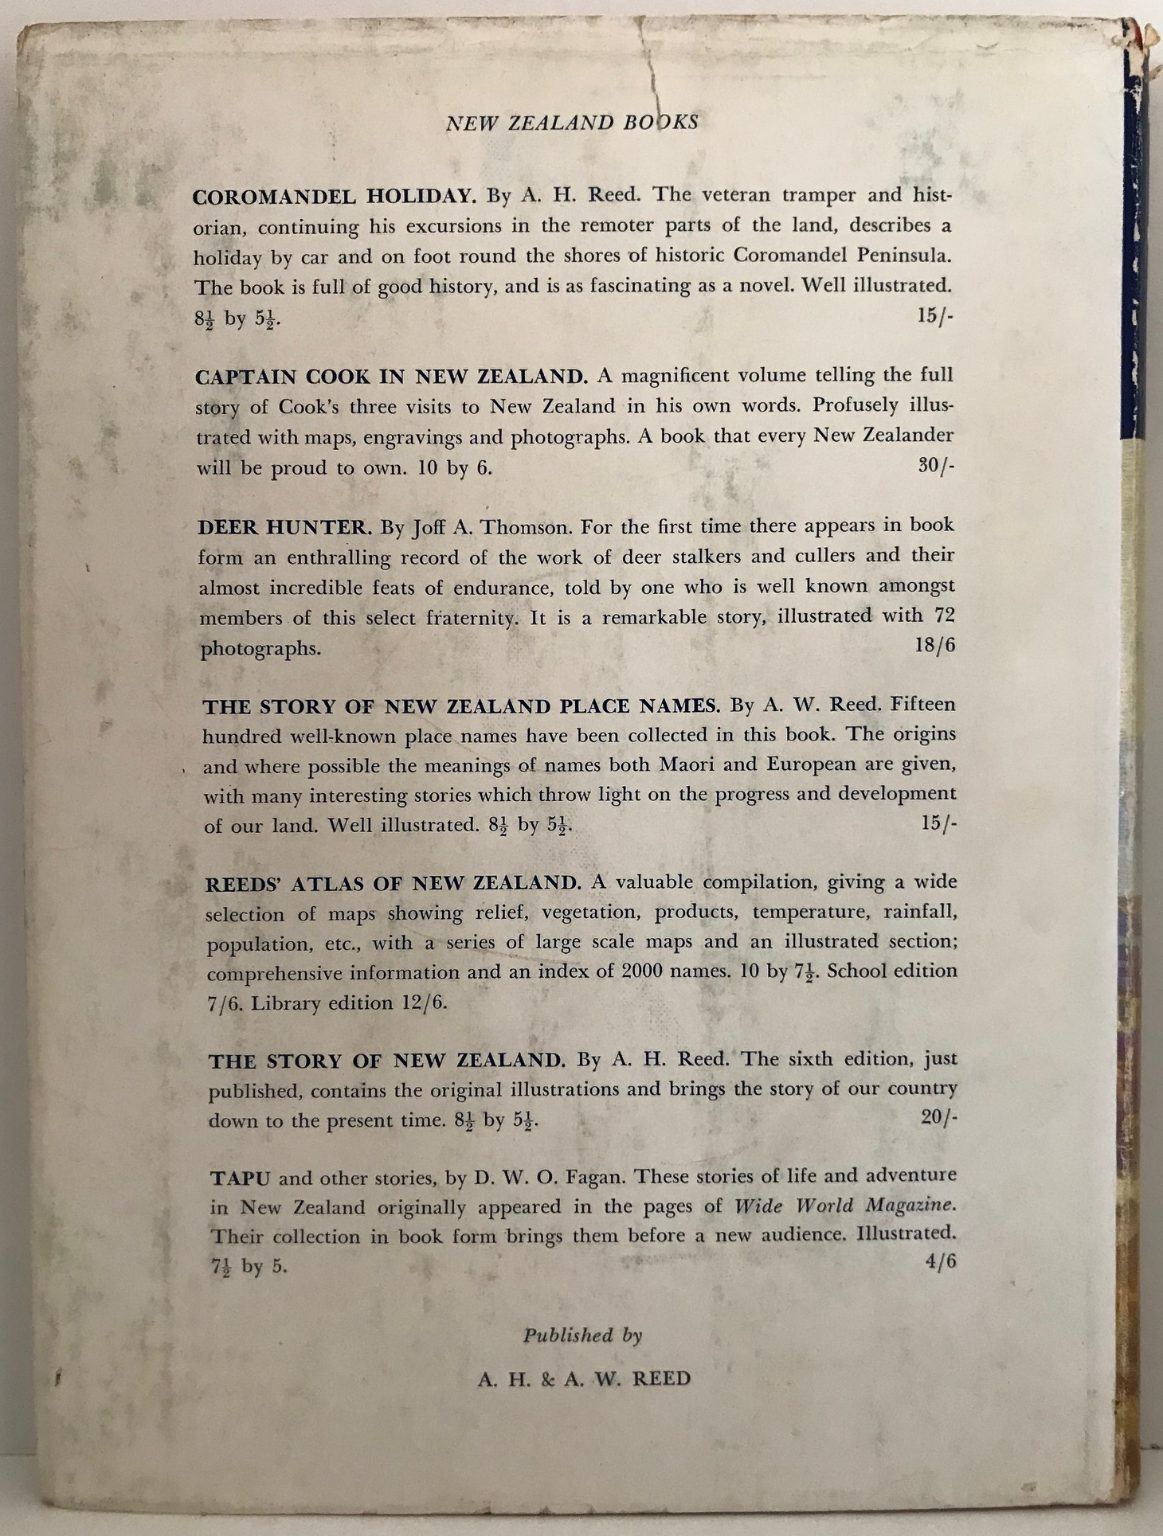 NEW ZEALAND BOOKS
COROMANDEL HOLIDAY. By A. H. Reed. The veteran tramper and hist-
orian, continuing his excursions in the remoter parts of the land, describes a
holiday by car and on foot round the shores of historic Coromandel Peninsula.
The book is full of good history, and is as fascinating as a novel. Well illustrated.
8½ by 5½. 15/-
CAPTAIN COOK IN NEW ZEALAND. A magnificent volume telling the full
story of Cook's three visits to New Zealand in his own words. Profusely illus-
trated with maps, engravings and photographs. A book that every New Zealander
will be proud to own. 10 by 6. 30/-
DEER HUNTER. By Joff A. Thomson. For the first time there appears in book
form an enthralling record of the work of deer stalkers and cullers and their
almost incredible feats of endurance, told by one who is well known amongst
members of this select fraternity. It is a remarkable story, illustrated with 72
photographs. 18/6
THE STORY OF NEW ZEALAND PLACE NAMES. By A. W. Reed. Fifteen
hundred well-known place names have been collected in this book. The origins
and where possible the meanings of names both Maori and European are given,
with many interesting stories which throw light on the progress and development
of our land. Well illustrated. 8½ by 5½. 15/-
REEDS' ATLAS OF NEW ZEALAND. A valuable compilation, giving a wide
selection of maps showing relief, vegetation, products, temperature, rainfall,
population, etc., with a series of large scale maps and an illustrated section;
comprehensive information and an index of 2000 names. 10 by 7½. School edition
7/6. Library edition 12/6.
THE STORY OF NEW ZEALAND. By A. H. Reed. The sixth edition, just
published, contains the original illustrations and brings the story of our country
down to the present time. 8½ by 5½. 20/-
TAPU and other stories, by D. W. O. Fagan. These stories of life and adventure
in New Zealand originally appeared in the pages of Wide World Magazine.
Their collection in book form brings them before a new audience. Illustrated.
7½ by 5. 4/6
Published by
A. H. & A. W. REED